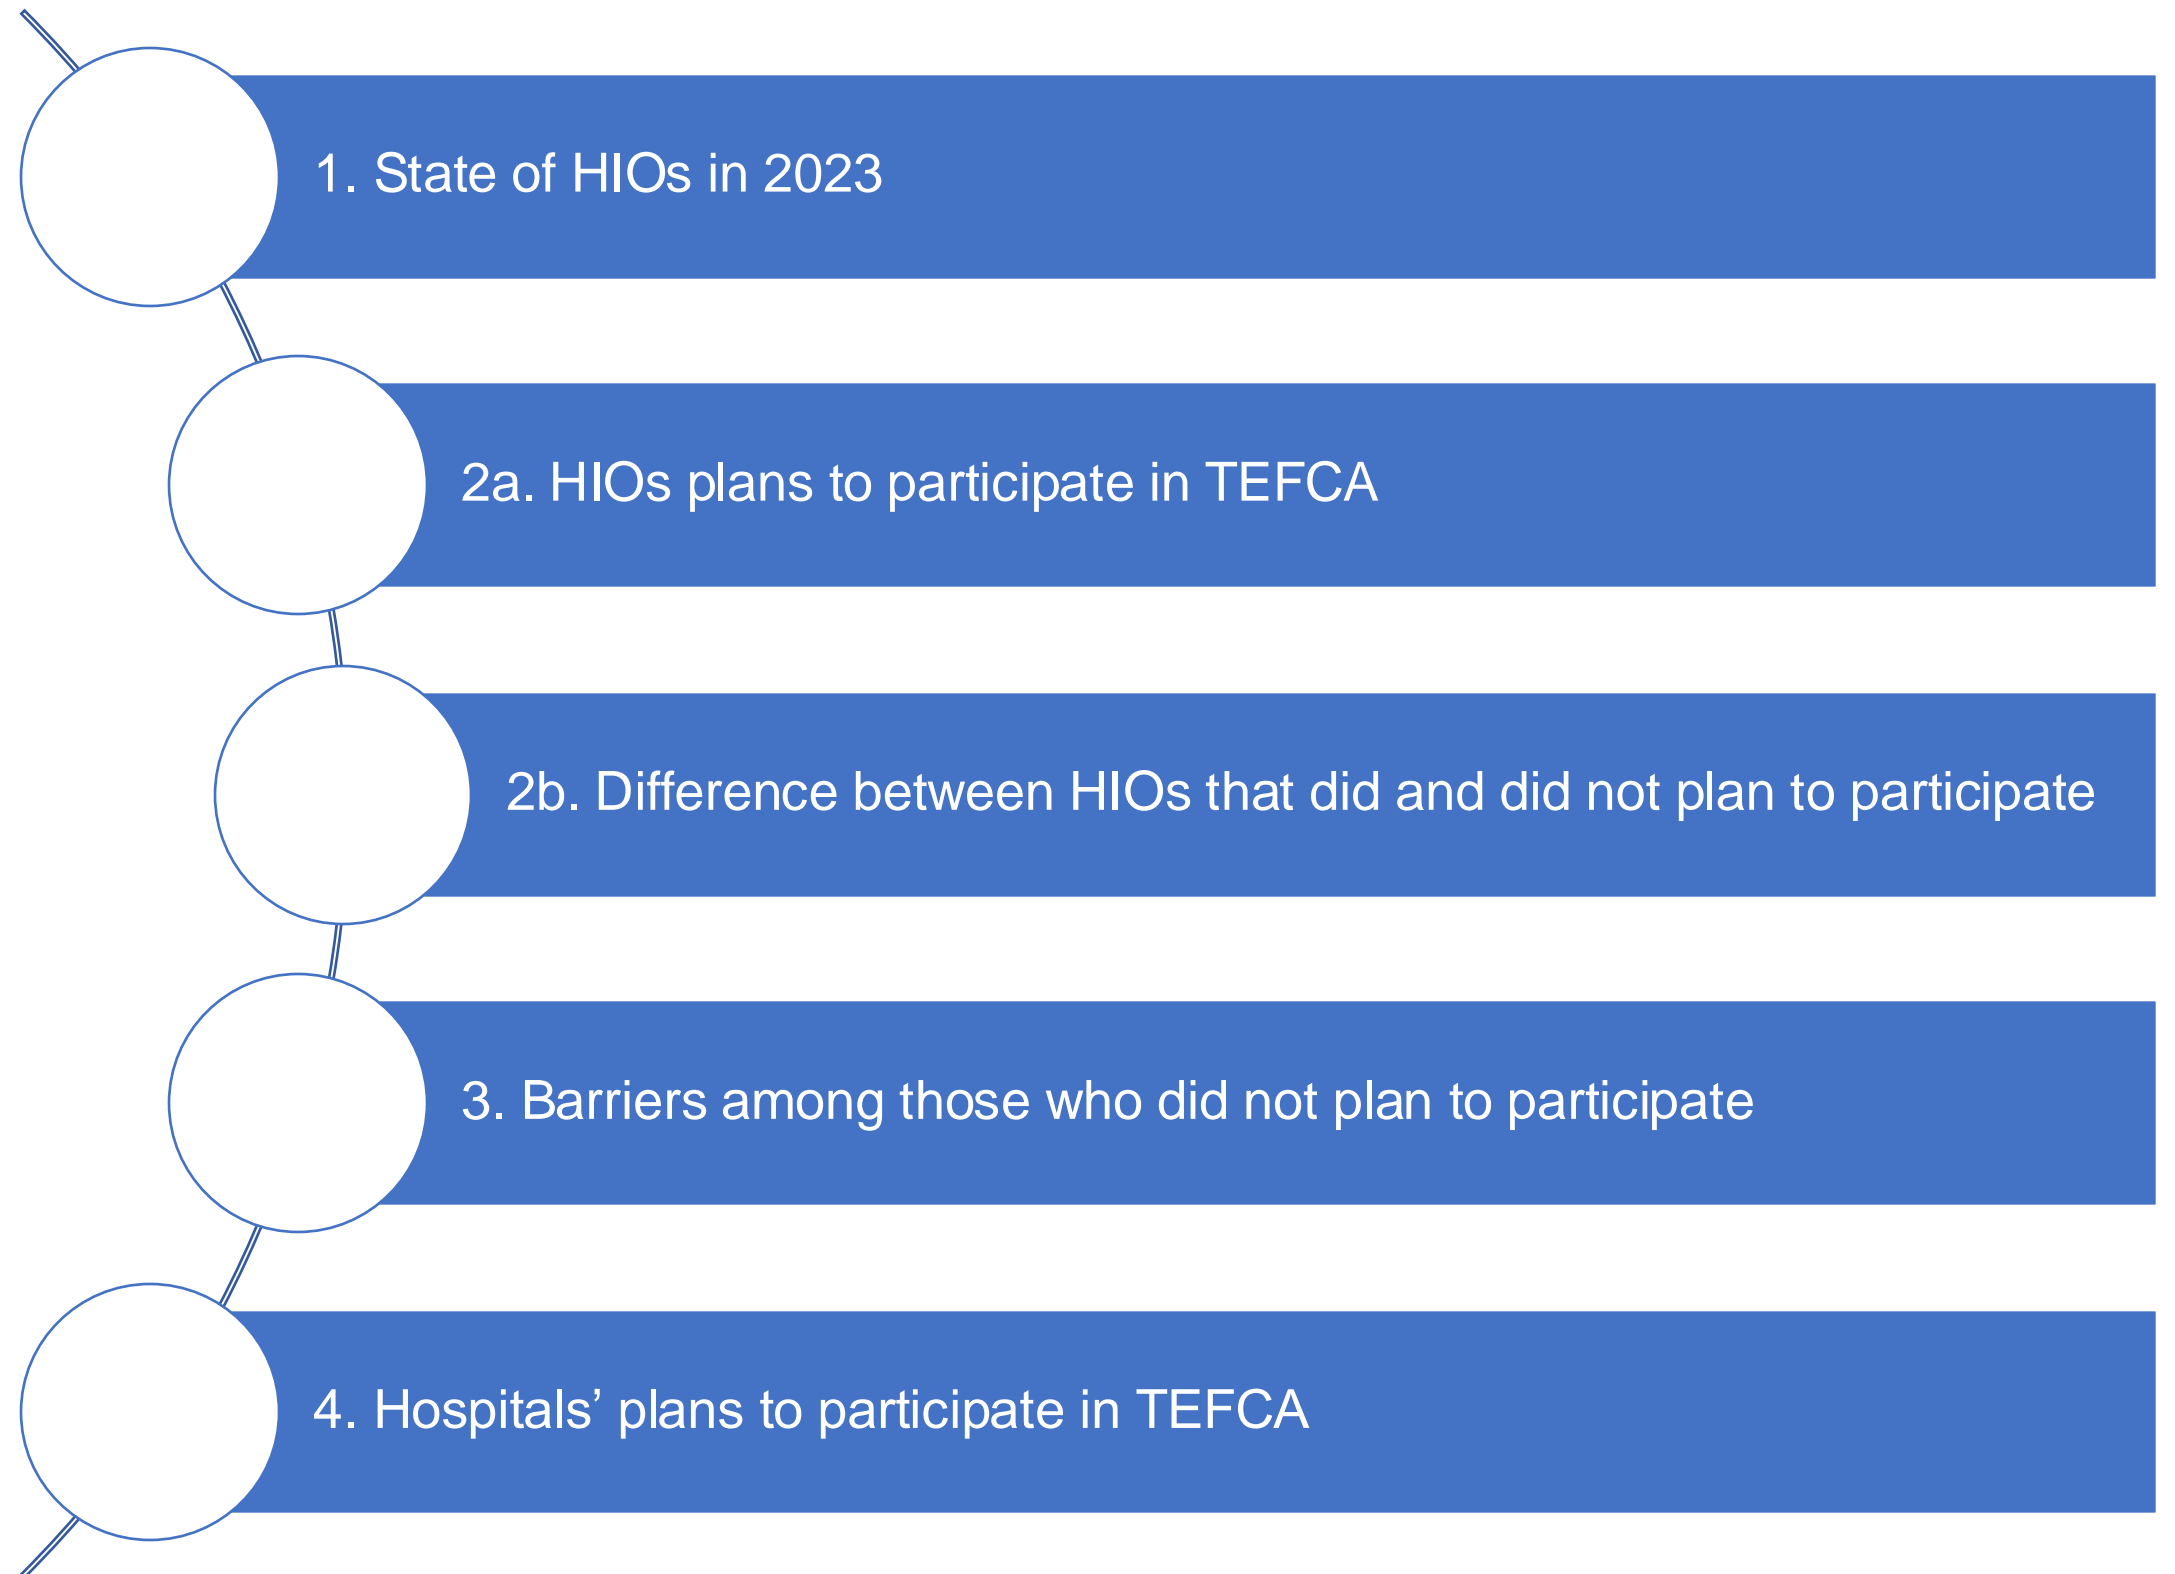 1. State of HIOs in 2023
2a. HIOs plans to participate in TEFCA
2b. Difference between HIOs that did and did not plan to participate
3. Barriers among those who did not plan to participate
4. Hospitals’ plans to participate in TEFCA